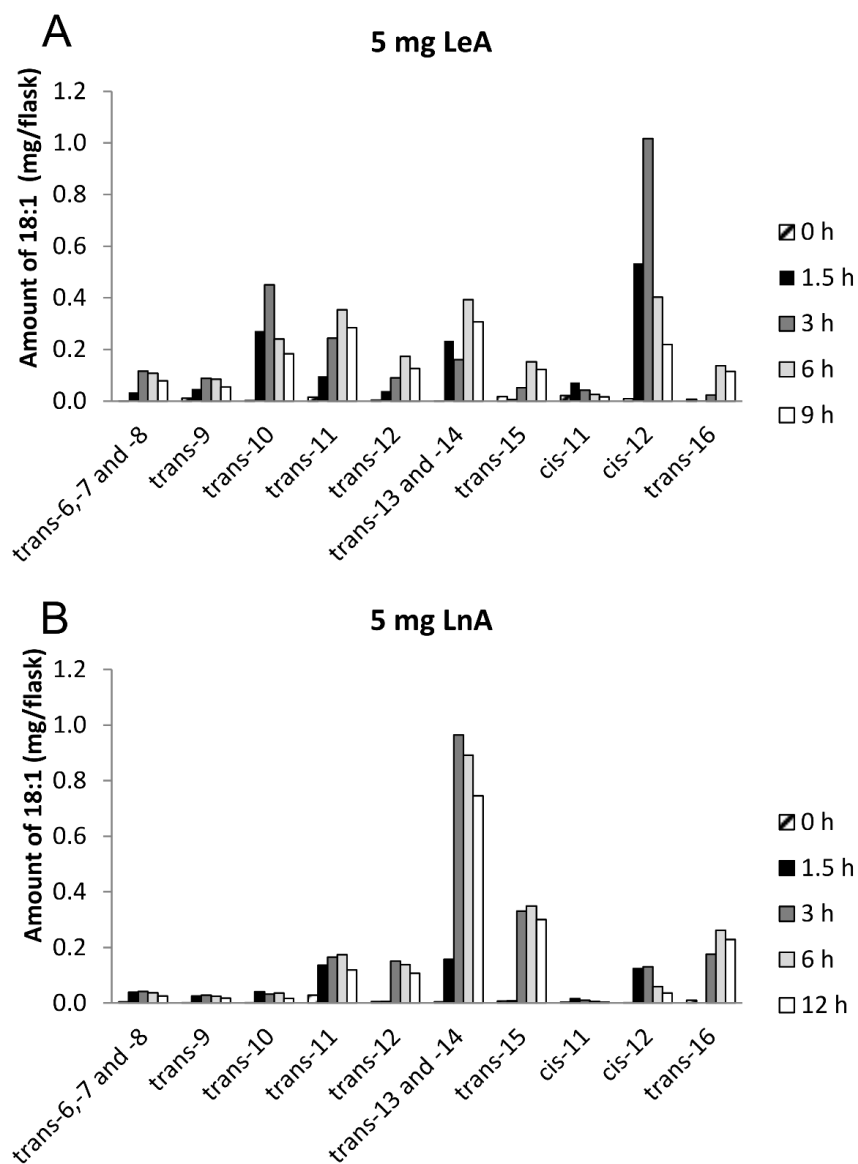 A
5 mg LeA
Amount of 18:1 (mg/flask)
1.2
1.0
0.8
0.6
0.4
0.2
0.0
trans-6,-7 and -8
trans-9
trans-10
trans-11
trans-12
trans-13 and -14
trans-15
cis-11
cis-12
trans-16
0 h
1.5 h
3 h
6 h
9 h
B
5 mg LnA
Amount of 18:1 (mg/flask)
1.2
1.0
0.8
0.6
0.4
0.2
0.0
trans-6,-7 and -8
trans-9
trans-10
trans-11
trans-12
trans-13 and -14
trans-15
cis-11
cis-12
trans-16
0 h
1.5 h
3 h
6 h
12 h